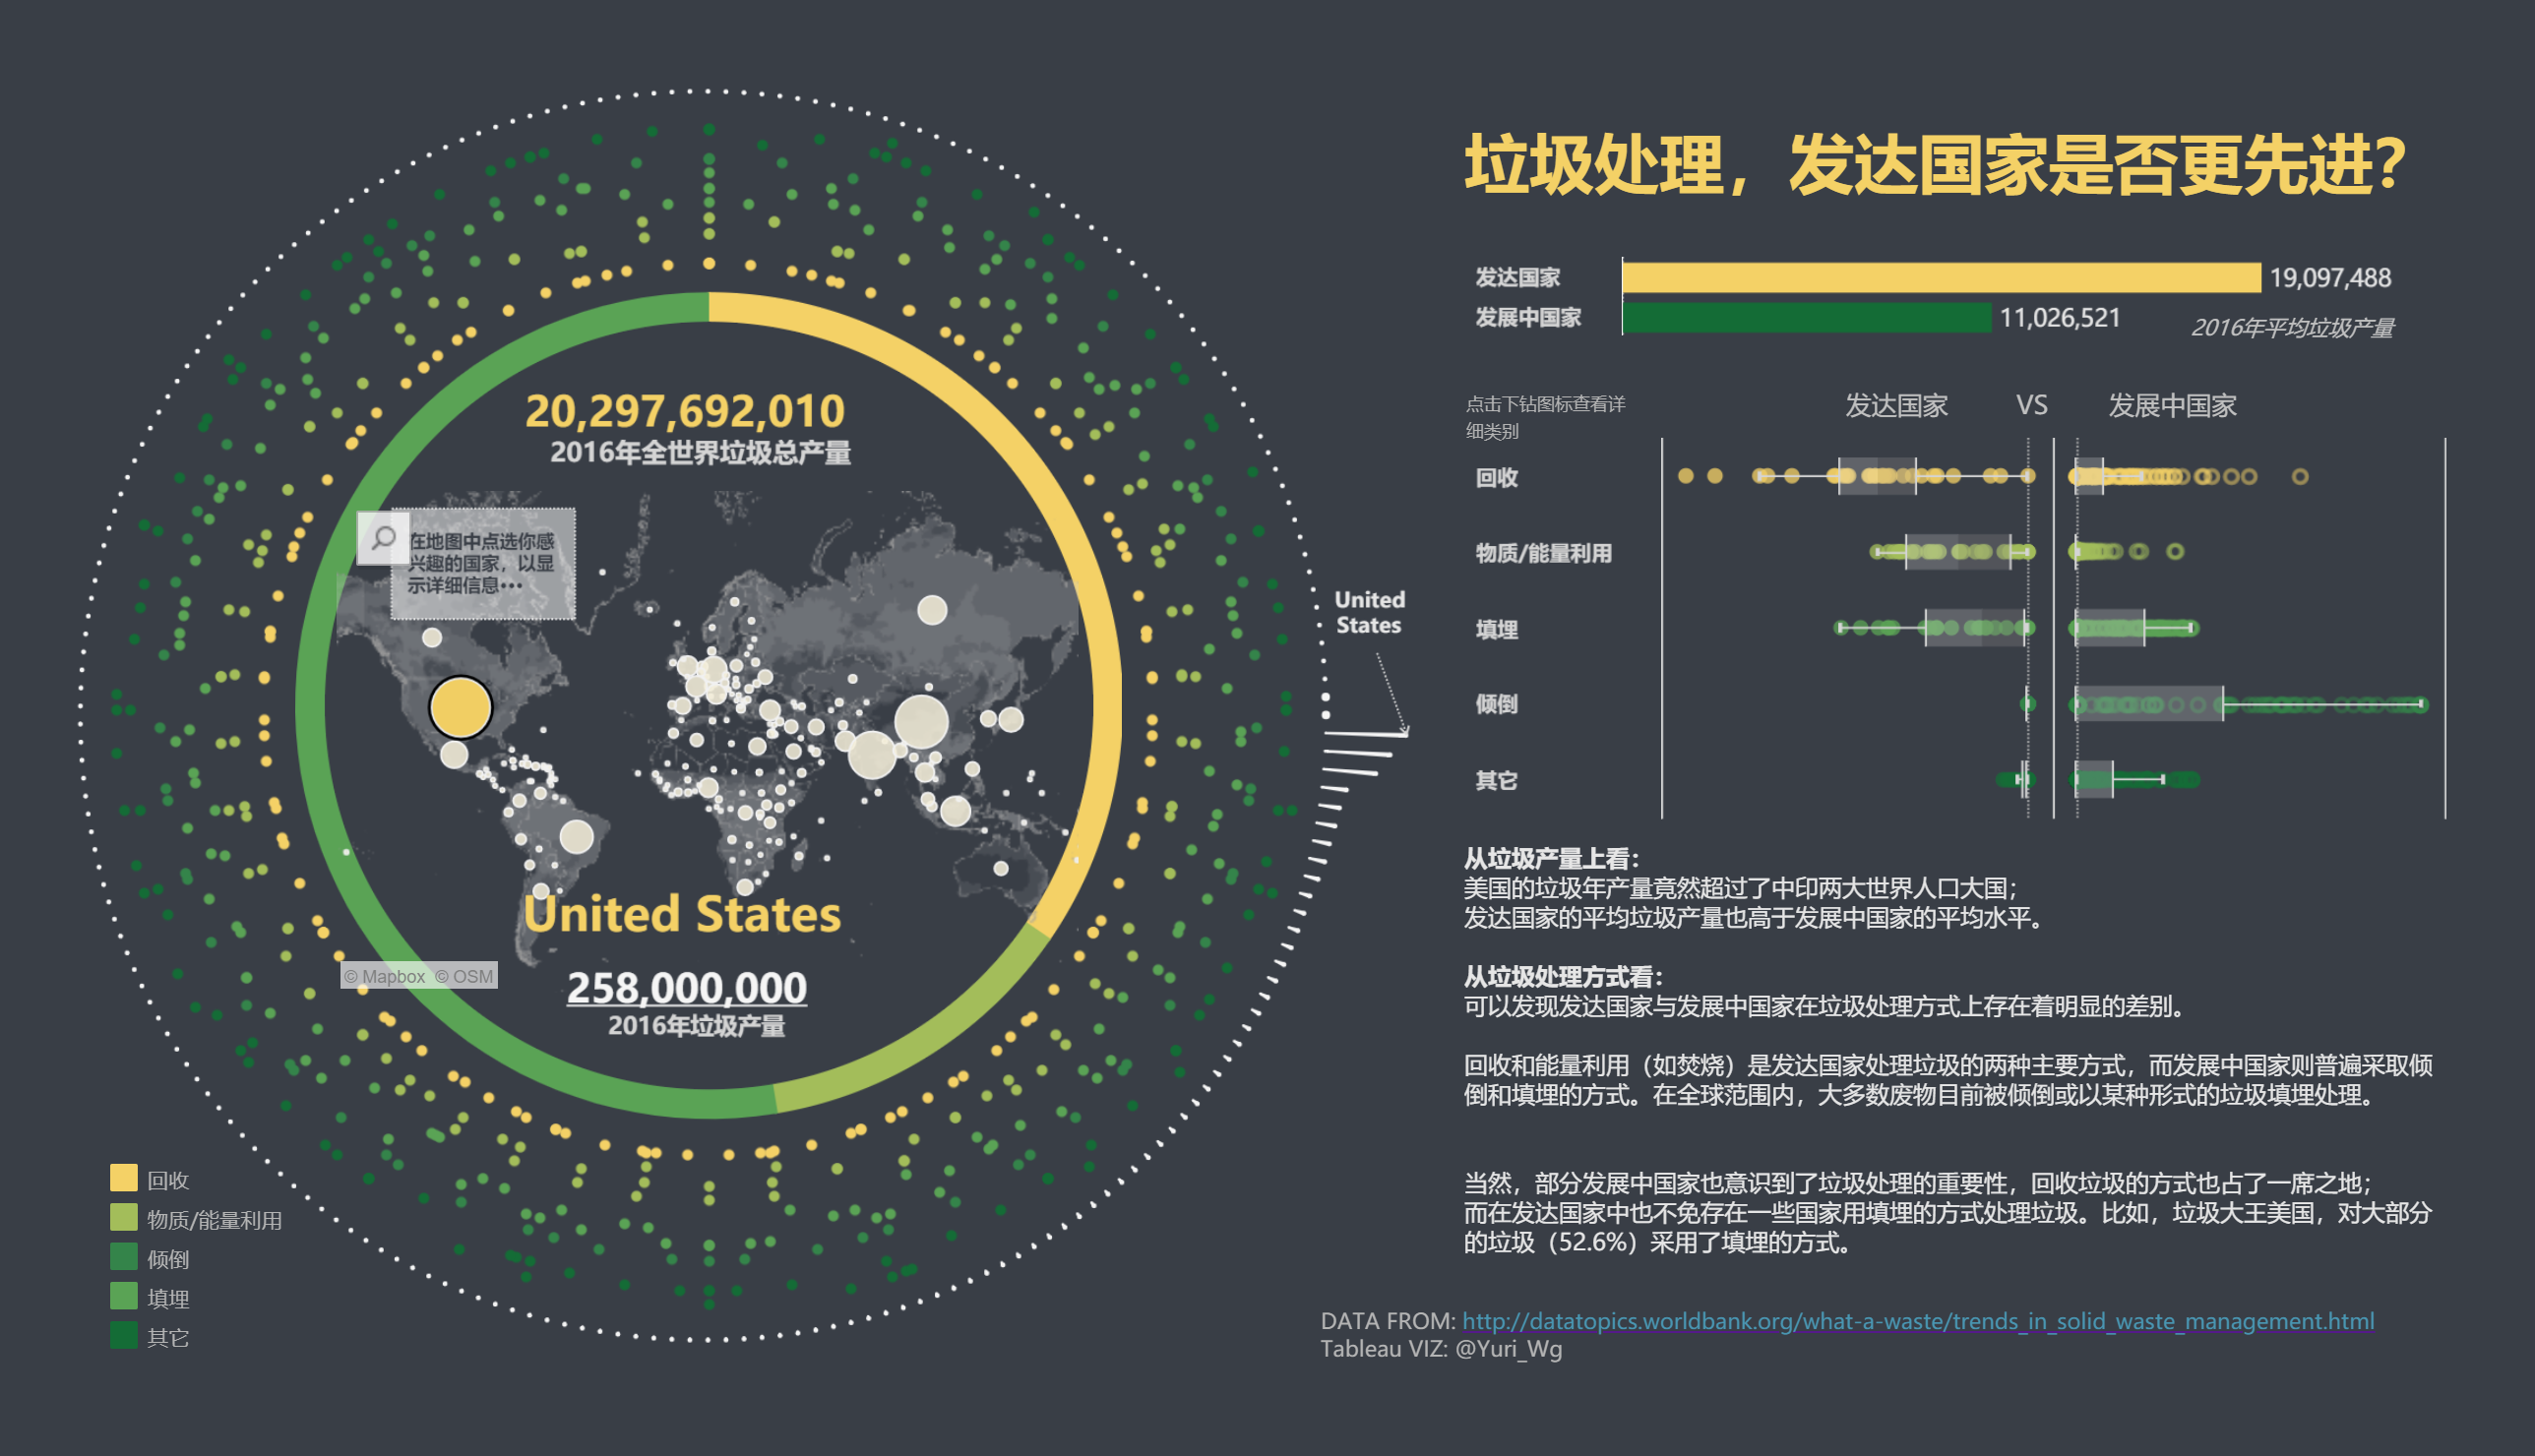 垃圾处理，发达国家是否更先进？
发达国家
19,097,488
发展中国家
11,026,521
2016年平均垃圾产量
点击下钻图标查看详
细类别
发达国家
VS
发展中国家
回收
物质/能量利用
填埋
倾倒
其它
20,297,692,010
2016年全世界垃圾总产量
在地图中点选你感
兴趣的国家，以显
示详细信息•••
United
States
United States
© Mapbox © OSM
258,000,000
2016年垃圾产量
回收
物质/能量利用
倾倒
填埋
其它
从垃圾产量上看：
美国的垃圾年产量竟然超过了中印两大世界人口大国；
发达国家的平均垃圾产量也高于发展中国家的平均水平。
从垃圾处理方式看：
可以发现发达国家与发展中国家在垃圾处理方式上存在着明显的差别。
回收和能量利用（如焚烧）是发达国家处理垃圾的两种主要方式，而发展中国家则普遍采取倾
倒和填埋的方式。在全球范围内，大多数废物目前被倾倒或以某种形式的垃圾填埋处理。
当然，部分发展中国家也意识到了垃圾处理的重要性，回收垃圾的方式也占了一席之地；
而在发达国家中也不免存在一些国家用填埋的方式处理垃圾。比如，垃圾大王美国，对大部分
的垃圾（52.6%）采用了填埋的方式。
DATA FROM: http://datatopics.worldbank.org/what-a-waste/trends_in_solid_waste_management.html
Tableau VIZ: @Yuri_Wg